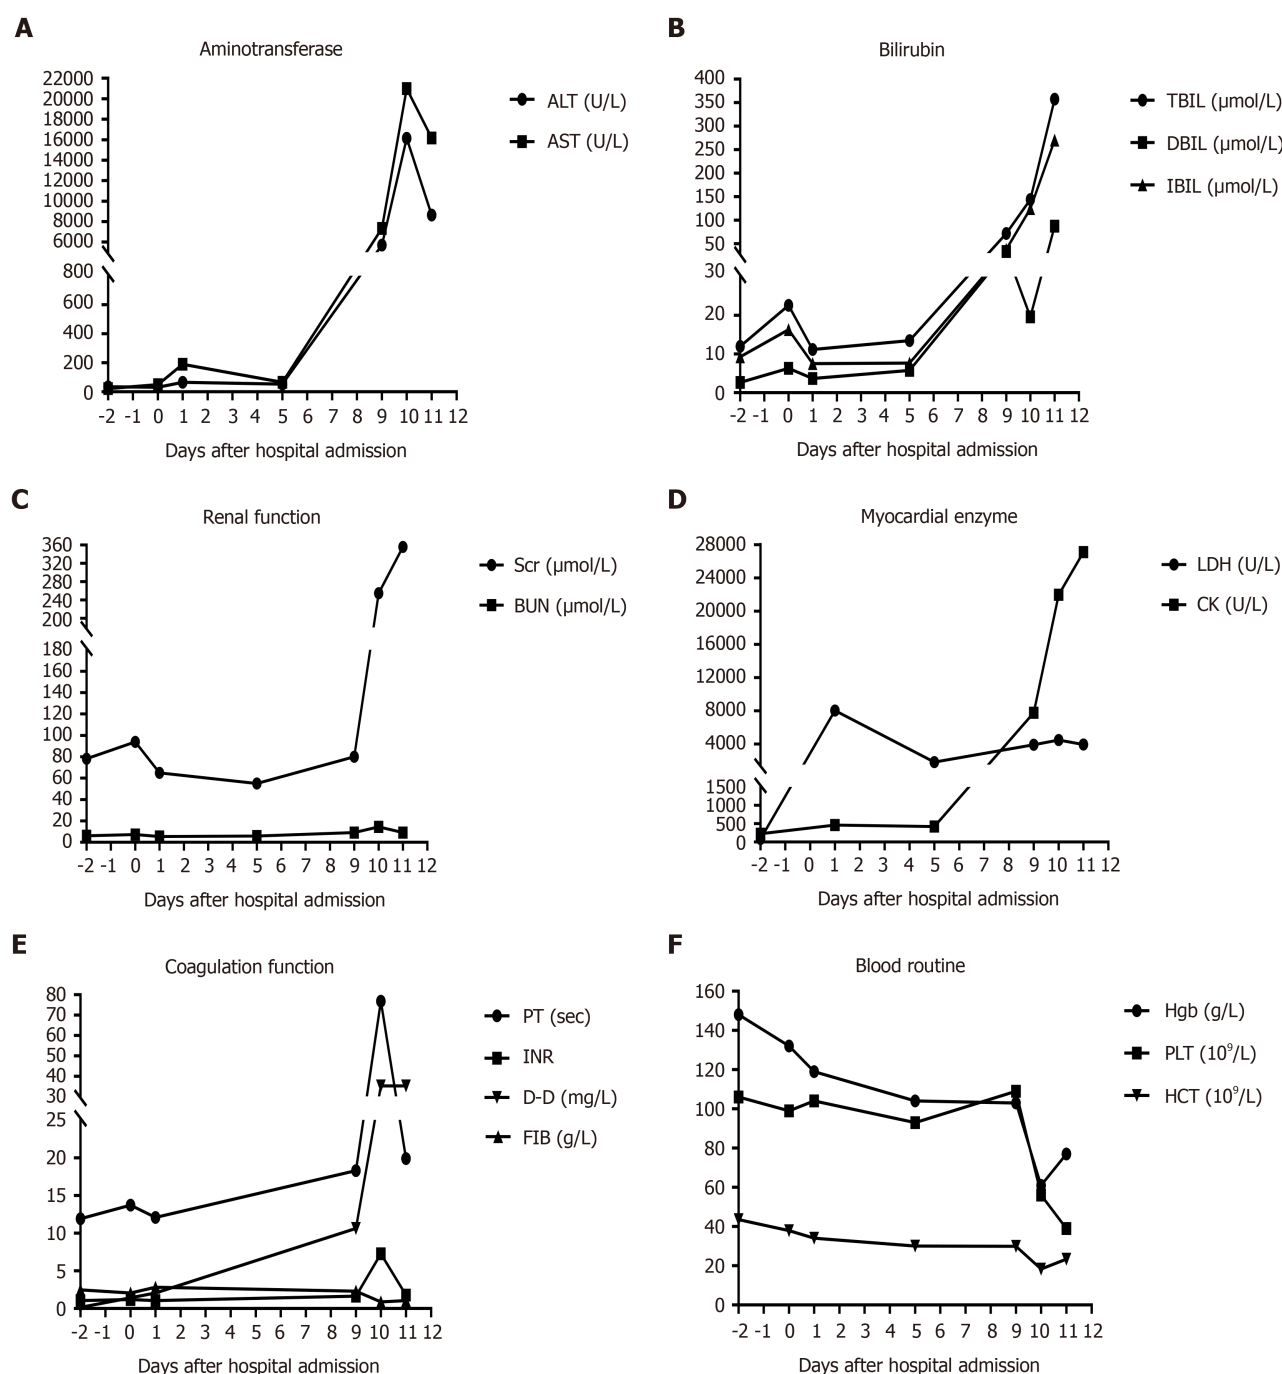 A
Aminotransferase
22000
20000
18000
16000
14000
12000
10000
8000
6000
800
600
400
200
0
-2 -1 0 1 2 3 4 5 6 7 8 9 10 11 12
Days after hospital admission
ALT (U/L)
AST (U/L)
B
Bilirubin
400
350
300
250
200
150
100
50
30
20
10
0
-2 -1 0 1 2 3 4 5 6 7 8 9 10 11 12
Days after hospital admission
TBIL (µmol/L)
DBIL (µmol/L)
IBIL (µmol/L)
C
Renal function
360
320
280
240
200
180
160
140
120
100
80
60
40
20
0
-2 -1 0 1 2 3 4 5 6 7 8 9 10 11 12
Days after hospital admission
Scr (µmol/L)
BUN (µmol/L)
D
Myocardial enzyme
28000
24000
20000
16000
12000
8000
4000
1500
1000
500
0
-2 -1 0 1 2 3 4 5 6 7 8 9 10 11 12
Days after hospital admission
LDH (U/L)
CK (U/L)
E
Coagulation function
80
70
60
50
40
30
25
20
15
10
5
0
-2 -1 0 1 2 3 4 5 6 7 8 9 10 11 12
Days after hospital admission
PT (sec)
INR
D-D (mg/L)
FIB (g/L)
F
Blood routine
160
140
120
100
80
60
40
20
0
-2 -1 0 1 2 3 4 5 6 7 8 9 10 11 12
Days after hospital admission
Hgb (g/L)
PLT (10⁹/L)
HCT (10⁹/L)